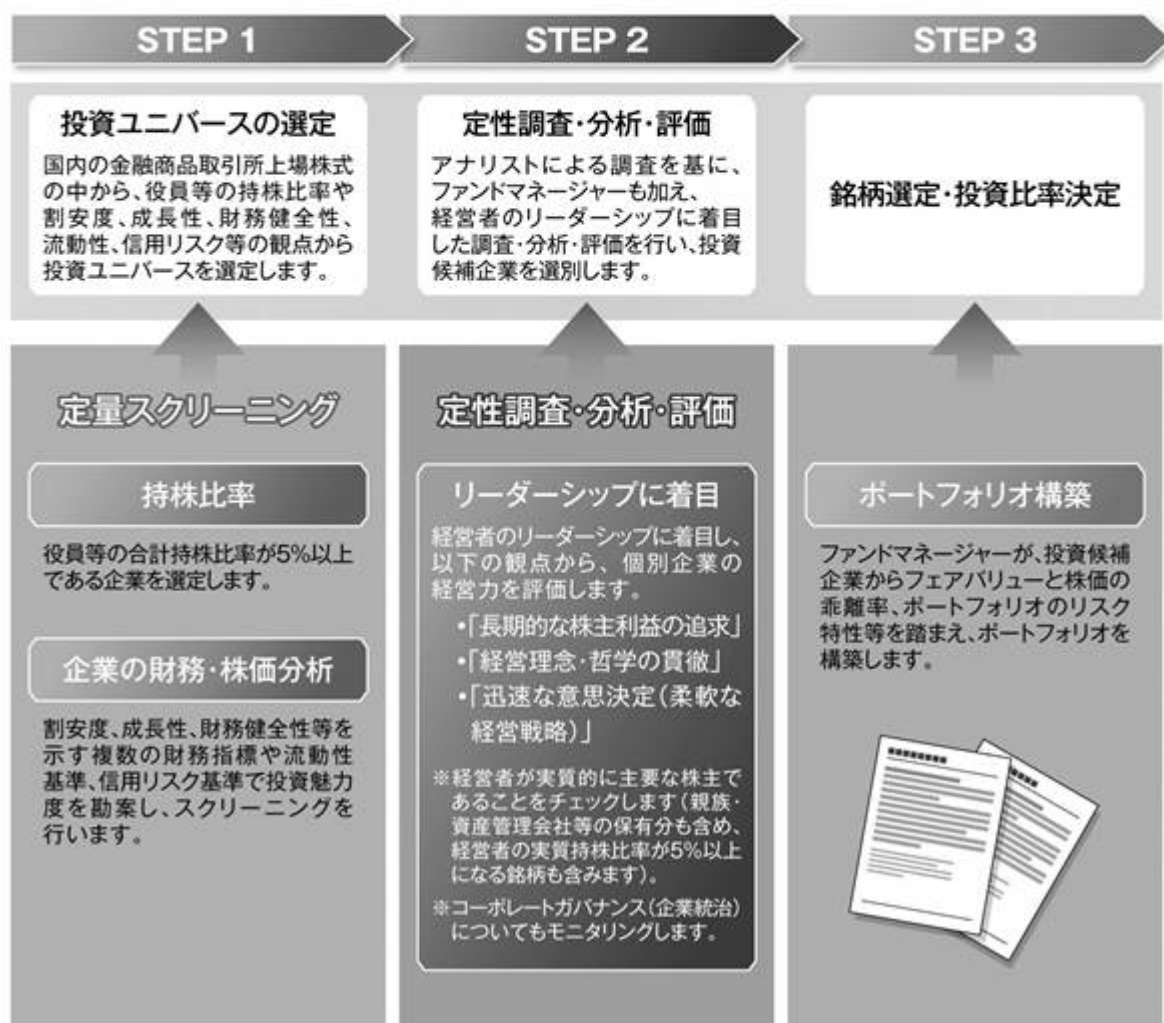 STEP 1
STEP 2
STEP 3
投資ユニバースの選定
国内の金融商品取引所上場株式
の中から、役員等の持株比率や
割安度、成長性、財務健全性、
流動性、信用リスク等の観点から
投資ユニバースを選定します。
定性調査・分析・評価
アナリストによる調査を基に、
ファンドマネージャーも加え、
経営者のリーダーシップに着目
した調査・分析・評価を行い、投資
候補企業を選別します。
銘柄選定・投資比率決定
定量スクリーニング
持株比率
役員等の合計持株比率が5%以上
である企業を選定します。
企業の財務・株価分析
割安度、成長性、財務健全性等を
示す複数の財務指標や流動性
基準、信用リスク基準で投資魅力
度を勘案し、スクリーニングを
行います。
定性調査・分析・評価
リーダーシップに着目
経営者のリーダーシップに着目し、
以下の観点から、個別企業の
経営力を評価します。
•「長期的な株主利益の追求」
•「経営理念・哲学の貫徹」
•「迅速な意思決定(柔軟な
経営戦略)」
※経営者が実質的に主要な株主で
あることをチェックします(親族・
資産管理会社等の保有分も含め、
経営者の実質持株比率が5%以上
になる銘柄も含みます)。
※コーポレートガバナンス(企業統治)
についてもモニタリングします。
ポートフォリオ構築
ファンドマネージャーが、投資候補
企業からフェアバリューと株価の
乖離率、ポートフォリオのリスク
特性等を踏まえ、ポートフォリオを
構築します。